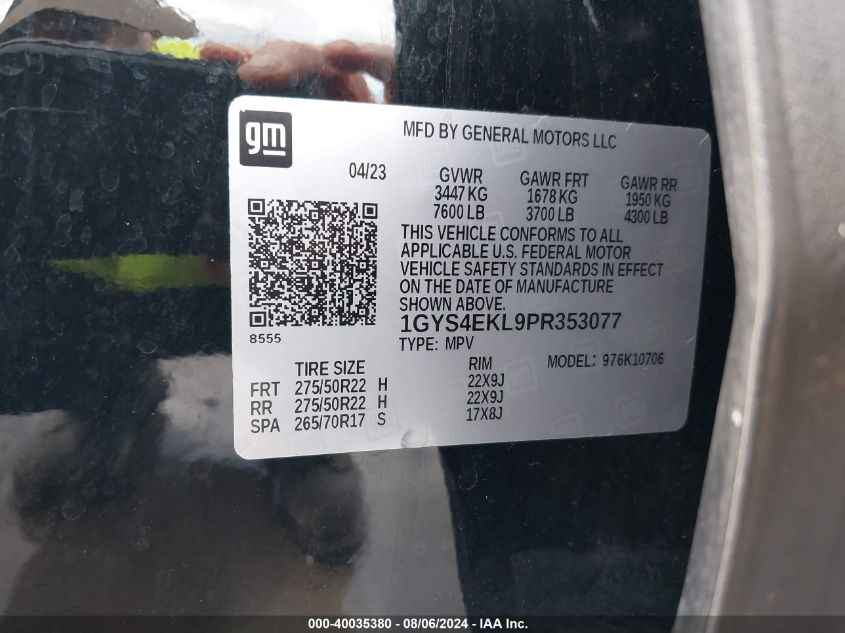 gm
MFD BY GENERAL MOTORS LLC
04/23 GVWR GAWR FRT GAWR RR
3447 KG 1678 KG 1950 KG
7600 LB 3700 LB 4300 LB
THIS VEHICLE CONFORMS TO ALL
APPLICABLE U.S. FEDERAL MOTOR
VEHICLE SAFETY STANDARDS IN EFFECT
ON THE DATE OF MANUFACTURE
SHOWN ABOVE.
8555
1GYS4EKL9PR353077
TYPE: MPV MODEL: 976K10706
TIRE SIZE RIM
FRT 275/50R22 H 22X9J
RR 275/50R22 H 22X9J
SPA 265/70R17 S 17X8J
000-40035380 - 08/06/2024 - IAA Inc.